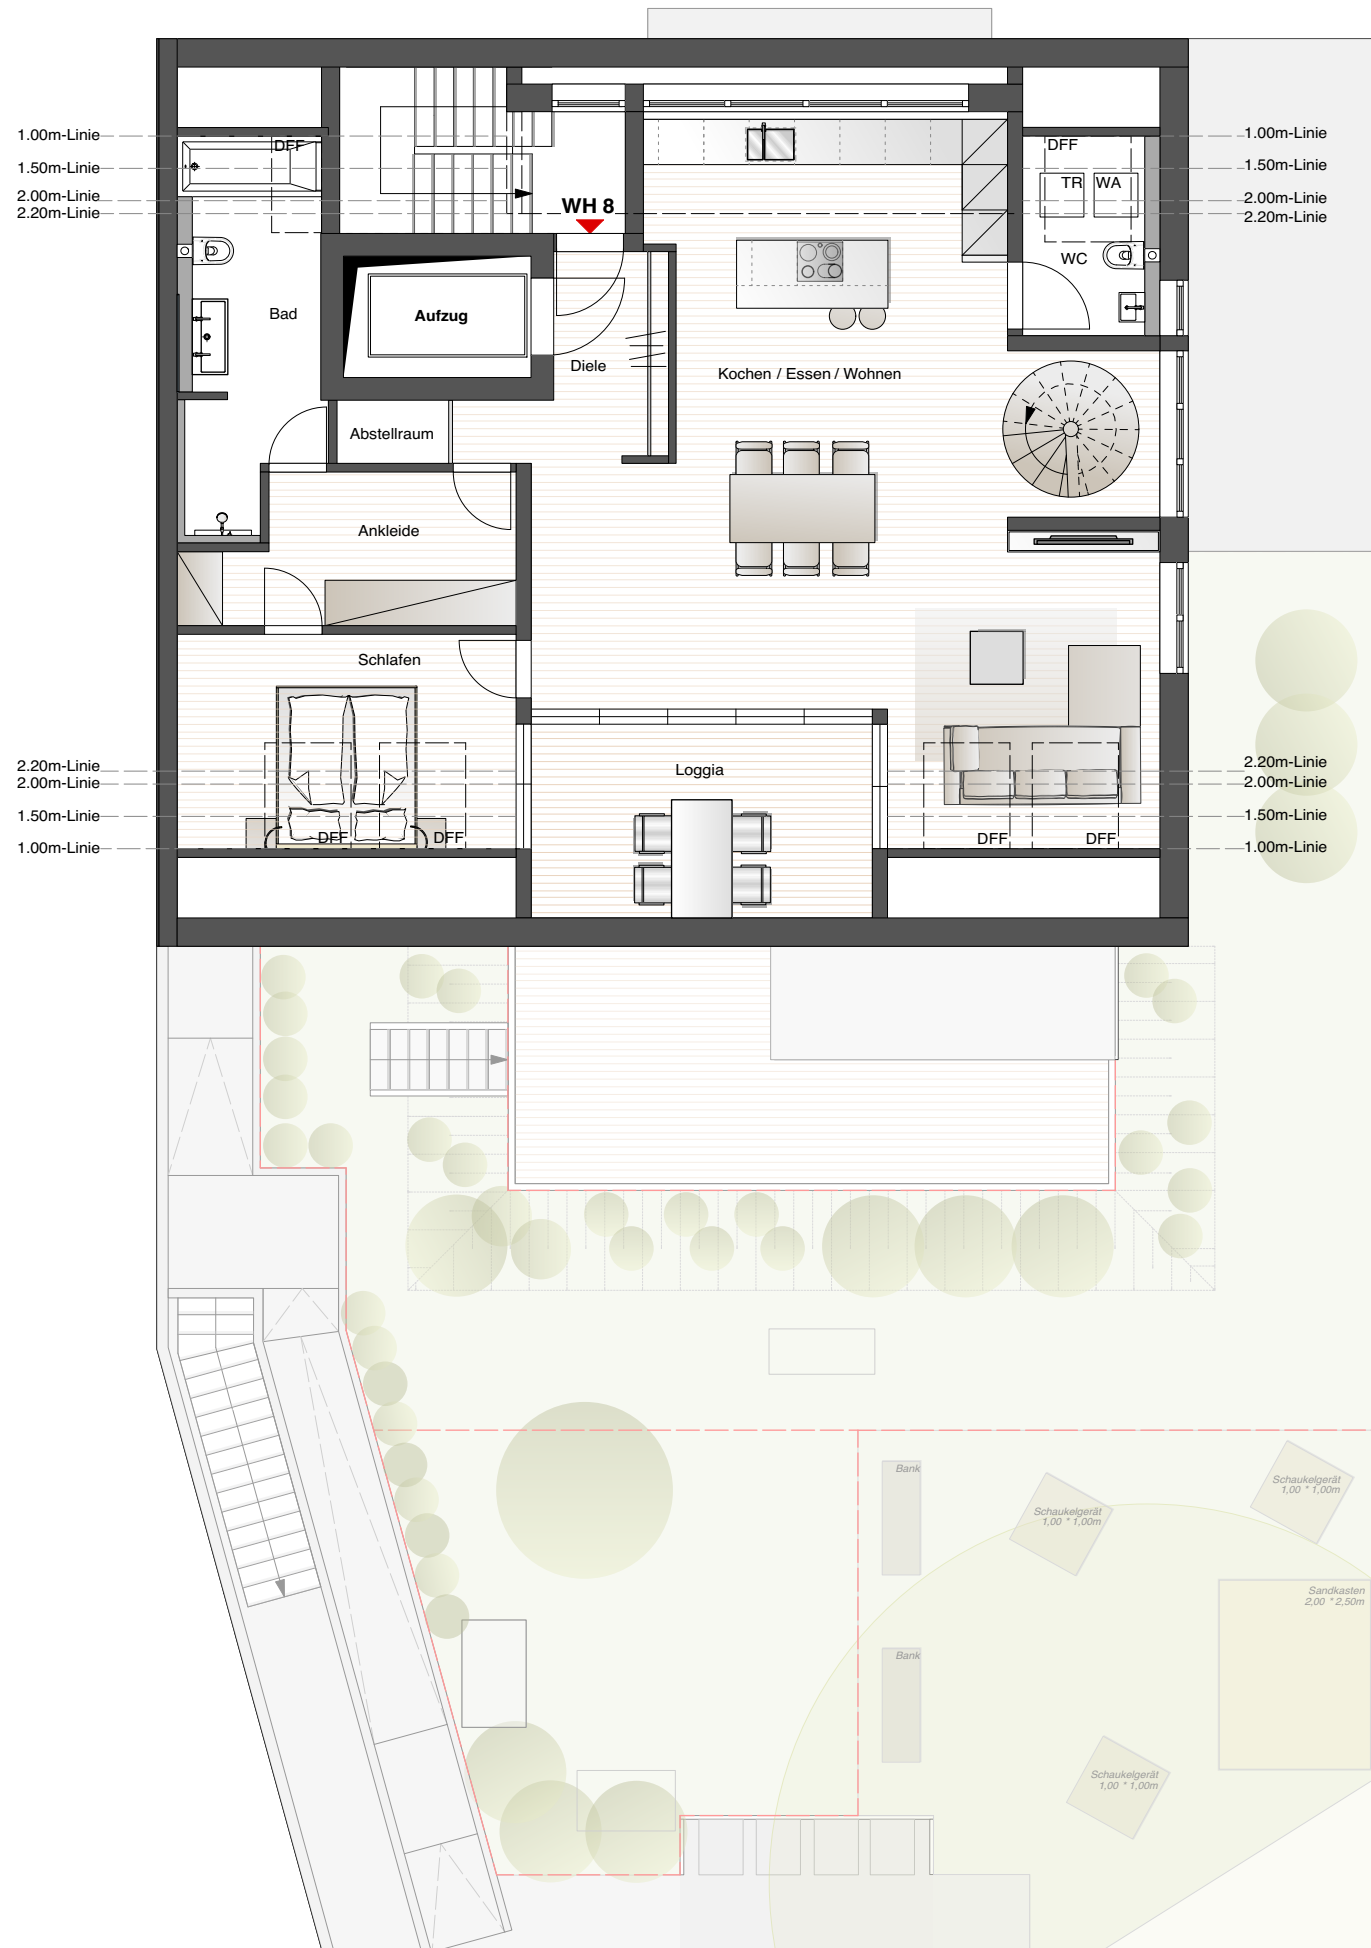 1.00m-Linie
1.50m-Linie
2.00m-Linie
2.20m-Linie
DFF
WH 8
DFF
TR WA
WC
1.00m-Linie
1.50m-Linie
2.00m-Linie
2.20m-Linie
Bad
Aufzug
Diele
Kochen / Essen / Wohnen
Abstellraum
Ankleide
Schlafen
Loggia
2.20m-Linie
2.00m-Linie
1.50m-Linie
1.00m-Linie
DFF
DFF
DFF
DFF
2.20m-Linie
2.00m-Linie
1.50m-Linie
1.00m-Linie
Bank
Schaukelgerät
1,00 * 1,00m
Schaukelgerät
1,00 * 1,00m
Sandkasten
2,00 * 2,50m
Bank
Schaukelgerät
1,00 * 1,00m